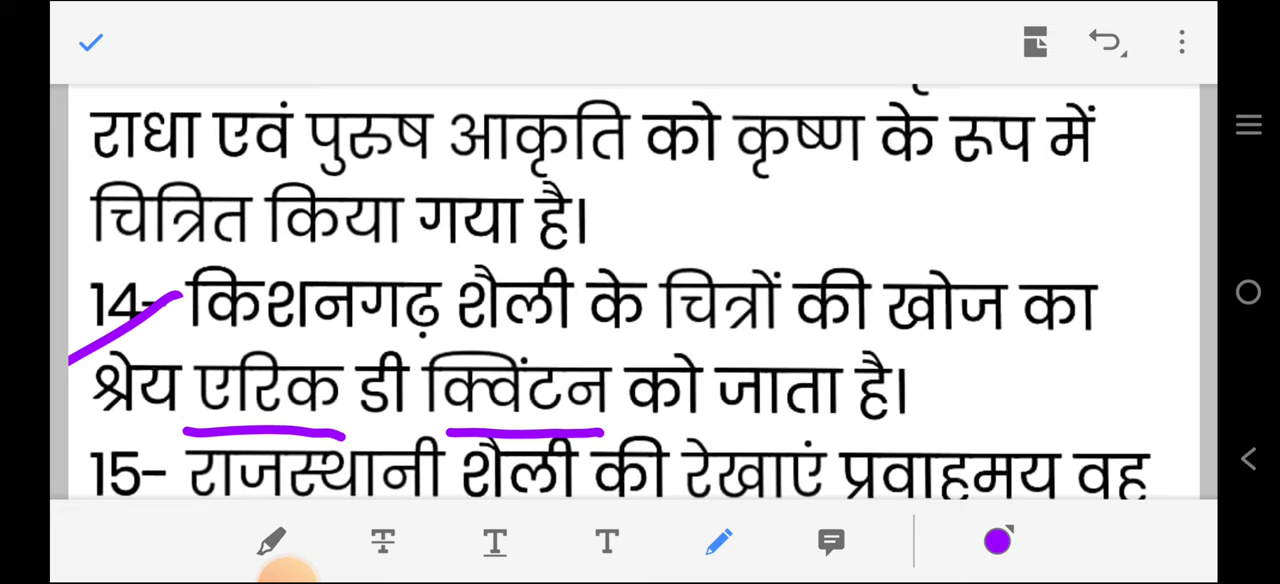 राधा एवं पुरुष आकृति को कृष्ण के रूप में
चित्रित किया गया है।
14- किशनगढ़ शैली के चित्रों की खोज का
श्रेय एरिक डी क्विंटन को जाता है।
15- राजस्थानी शैली की रेखाएं प्रवाहमय वह